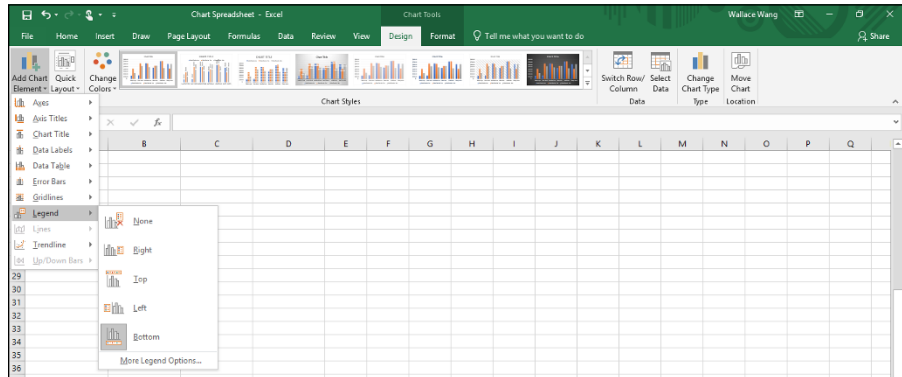 Chart Spreadsheet - Excel
Chart Tools
Wallace Wang
File Home Insert Draw Page Layout Formulas Data Review View Design Format Tell me what you want to do Share
Add Chart Element
Quick Layout
Change Colors
Switch Row/ Column
Select Data
Change Chart Type
Move Chart
Chart Styles
Data
Type
Location
Axes
Axis Titles
Chart Title
Data Labels
Data Table
Error Bars
Gridlines
Legend
Lines
Trendline
Up/Down Bars
None
Right
Top
Left
Bottom
More Legend Options...
fx
B C D E F G H I J K L M N O P Q
29
30
31
32
33
34
35
36